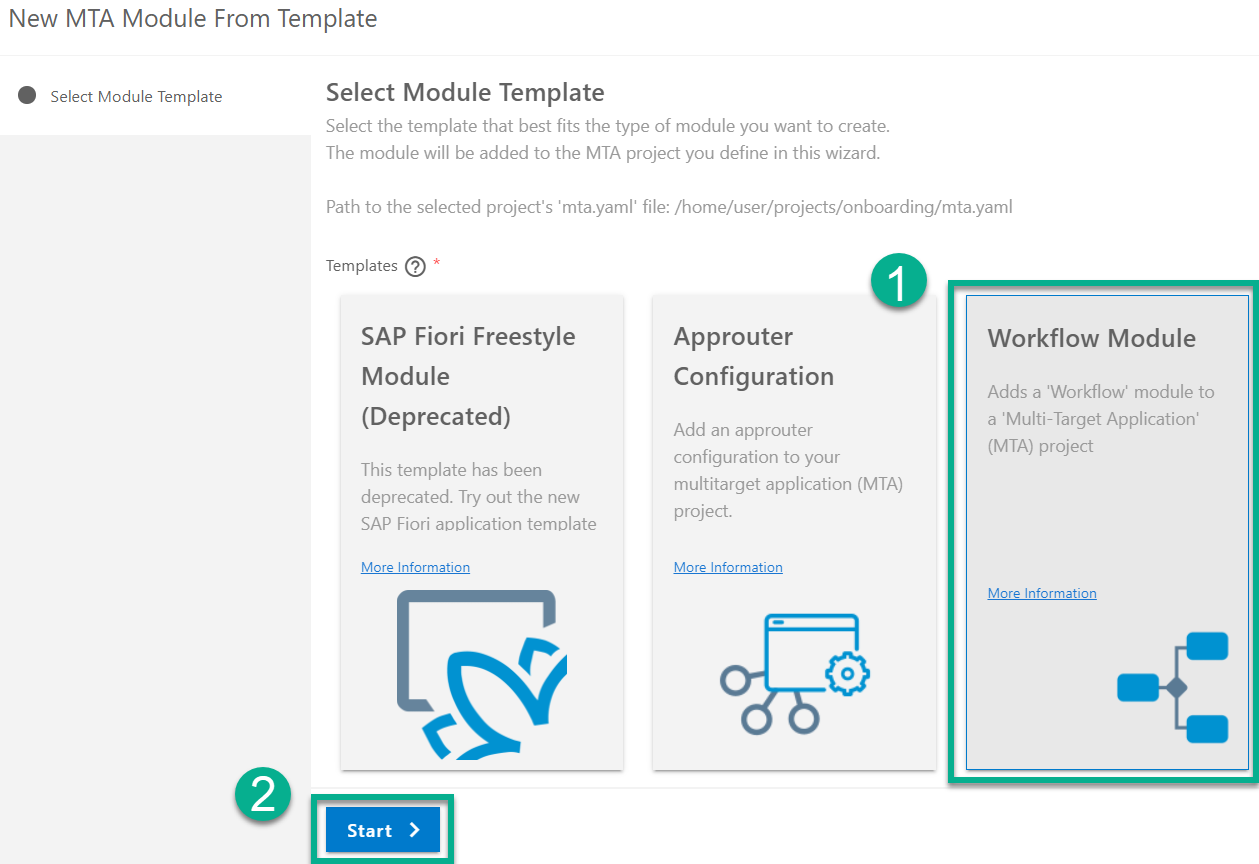 New MTA Module From Template
Select Module Template
Select Module Template
Select the template that best fits the type of module you want to create.
The module will be added to the MTA project you define in this wizard.
Path to the selected project's 'mta.yaml' file: /home/user/projects/onboarding/mta.yaml
Templates ? *
1
SAP Fiori Freestyle
Module
(Deprecated)
This template has been
deprecated. Try out the new
SAP Fiori application template
More Information
Approuter
Configuration
Add an approuter
configuration to your
multitarget application (MTA)
project.
More Information
Workflow Module
Adds a 'Workflow' module to
a 'Multi-Target Application'
(MTA) project
More Information
2
Start